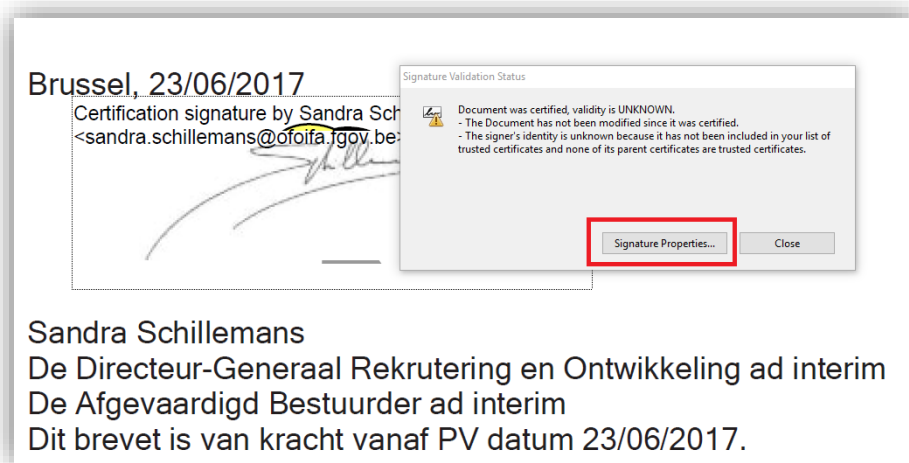 Brussel, 23/06/2017
Certification signature by Sandra Sch
<sandra.schillemans@ofoifa.fgov.be>
Signature Validation Status
Document was certified, validity is UNKNOWN.
- The Document has not been modified since it was certified.
- The signer's identity is unknown because it has not been included in your list of
trusted certificates and none of its parent certificates are trusted certificates.
Signature Properties... Close
Sandra Schillemans
De Directeur-Generaal Rekrutering en Ontwikkeling ad interim
De Afgevaardigd Bestuurder ad interim
Dit brevet is van kracht vanaf PV datum 23/06/2017.